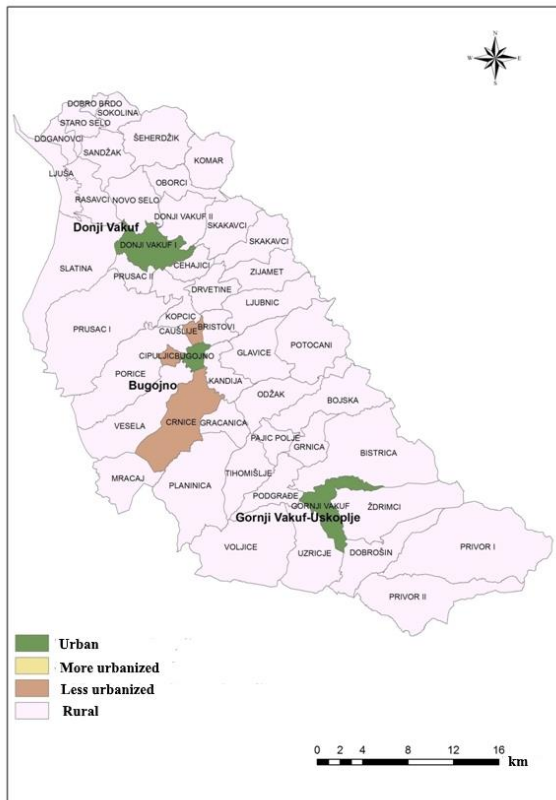 N
W E
S
DOBRO BRDO
SOKOLINA
STARO SELO
ŠEHERDŽIK
DOGANOVCI
SANDŽAK
KOMAR
LJUŠA
OBORCI
RASAVCI
NOVO SELO
DONJI VAKUF II
Donji Vakuf
SKAKAVCI
DONJI VAKUF I
SKAKAVCI
SLATINA
CEHAJICI
ZIJAMET
PRUSAC II
DRVETINE
LJUBNIC
KOPCIC
PRUSAC I
CAUŠLIJE
BRISTOVI
POTOCANI
CIPULJIC
BUGOJNO
GLAVICE
PORICE
Bugojno
KANDIJA
ODŽAK
BOJSKA
VESELA
CRNICE
GRACANICA
PAJIC POLJE
GRNICA
BISTRICA
MRACAJ
TIHOMIŠLJE
PLANINICA
PODGRAĐE
GORNJI VAKUF
ŽDRIMCI
Gornji Vakuf-Uskoplje
VOLJICE
UZRICJE
DOBROŠIN
PRIVOR I
PRIVOR II
Urban
More urbanized
Less urbanized
Rural
0 2 4 8 12 16 km